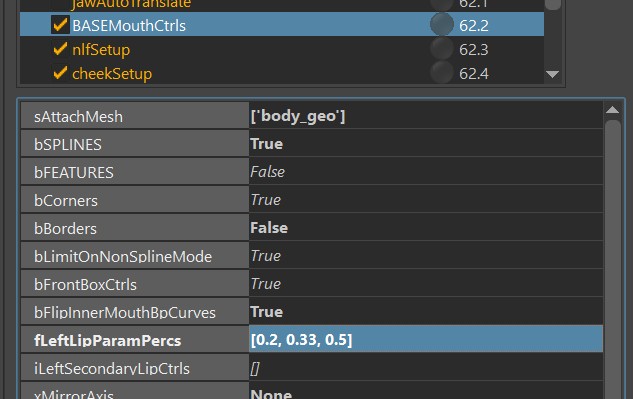 jawAutoTranslate 62.1
BASEMouthCtrls 62.2
nlfSetup 62.3
cheekSetup 62.4
sAttachMesh ['body_geo']
bSPLINES True
bFEATURES False
bCorners True
bBorders False
bLimitOnNonSplineMode True
bFrontBoxCtrls True
bFlipInnerMouthBpCurves True
fLeftLipParamPercs [0.2, 0.33, 0.5]
iLeftSecondaryLipCtrls []
xMirrorAxis None